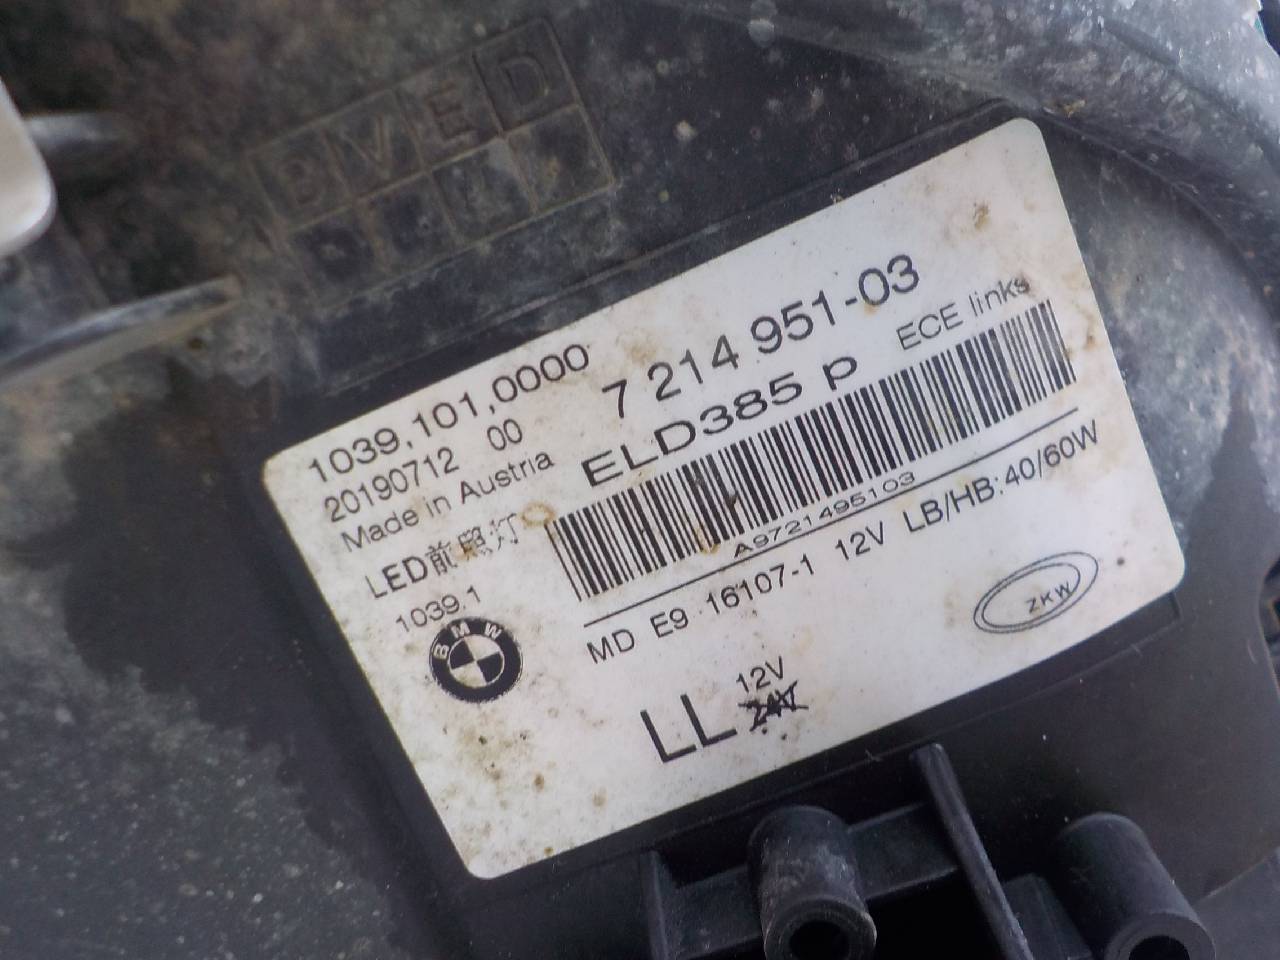 BVED
1039.101.0000
20190712 00
Made in Austria
LED前照灯
1039.1
BMW
7 214 951-03
ELD385 P
ECE links
A9721495103
MD E9 16107-1 12V LB/HB:40/60W
LL
12V
24V
ZKW